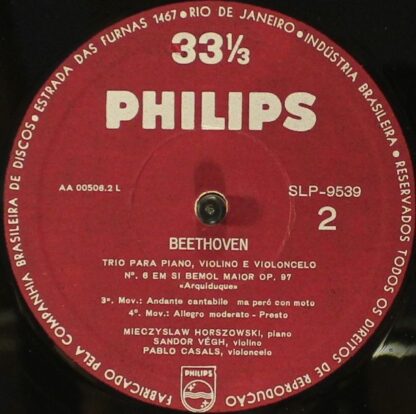 FABRICADO PELA COMPANHIA BRASILEIRA DE DISCOS • ESTRADA DAS FURNAS 1467 • RIO DE JANEIRO • INDÚSTRIA BRASILEIRA • RESERVADOS TODOS OS DIREITOS DE REPRODUÇÃO
33⅓
PHILIPS
AA 00506.2 L
SLP-9539
2
BEETHOVEN
TRIO PARA PIANO, VIOLINO E VIOLONCELO
Nº. 6 EM SI BEMOL MAIOR OP. 97
«Arquiduque»
3º. Mov.: Andante cantabile ma peró con moto
4º. Mov.: Allegro moderato - Presto
MIECZYSLAW HORSZOWSKI, piano
SANDOR VÉGH, violino
PABLO CASALS, violoncelo
PHILIPS